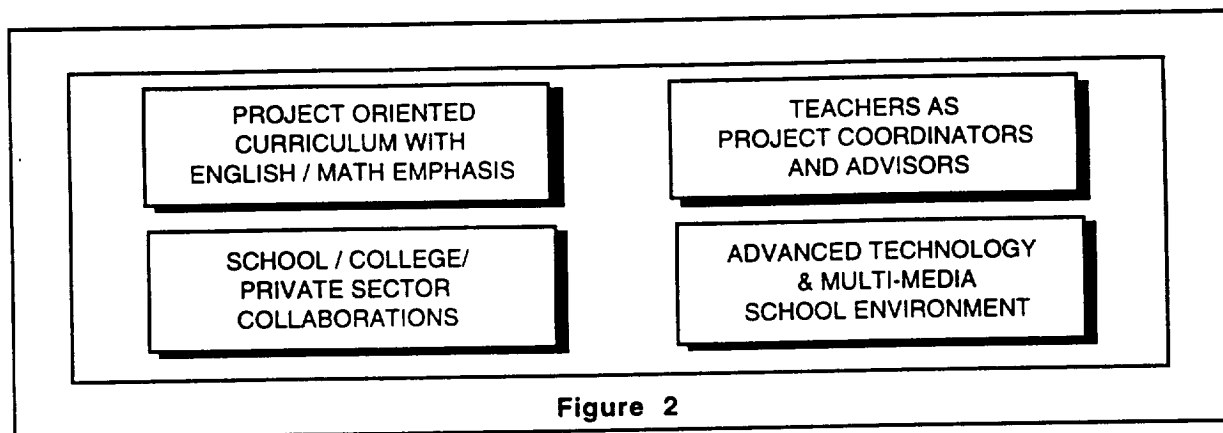 PROJECT ORIENTED
CURRICULUM WITH
ENGLISH / MATH EMPHASIS
TEACHERS AS
PROJECT COORDINATORS
AND ADVISORS
SCHOOL / COLLEGE/
PRIVATE SECTOR
COLLABORATIONS
ADVANCED TECHNOLOGY
& MULTI-MEDIA
SCHOOL ENVIRONMENT
Figure 2